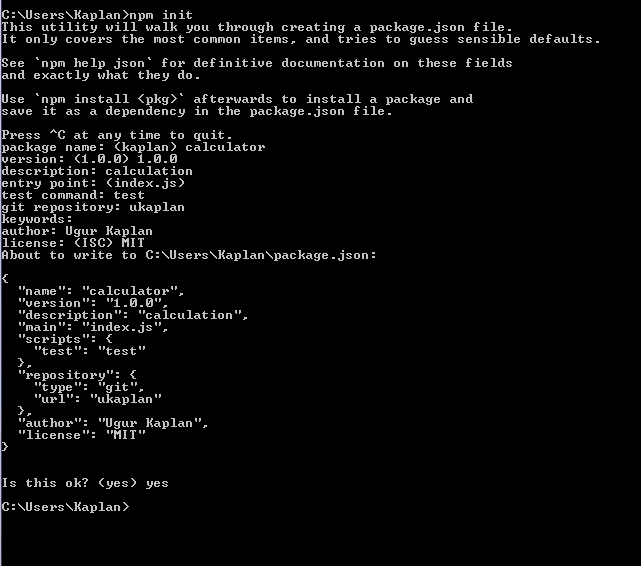 C:\Users\Kaplan>npm init
This utility will walk you through creating a package.json file.
It only covers the most common items, and tries to guess sensible defaults.
See `npm help json` for definitive documentation on these fields
and exactly what they do.
Use `npm install <pkg>` afterwards to install a package and
save it as a dependency in the package.json file.
Press ^C at any time to quit.
package name: (kaplan) calculator
version: (1.0.0) 1.0.0
description: calculation
entry point: (index.js)
test command: test
git repository: ukaplan
keywords:
author: Ugur Kaplan
license: (ISC) MIT
About to write to C:\Users\Kaplan\package.json:
{
  "name": "calculator",
  "version": "1.0.0",
  "description": "calculation",
  "main": "index.js",
  "scripts": {
    "test": "test"
  },
  "repository": {
    "type": "git",
    "url": "ukaplan"
  },
  "author": "Ugur Kaplan",
  "license": "MIT"
}
Is this ok? (yes) yes
C:\Users\Kaplan>